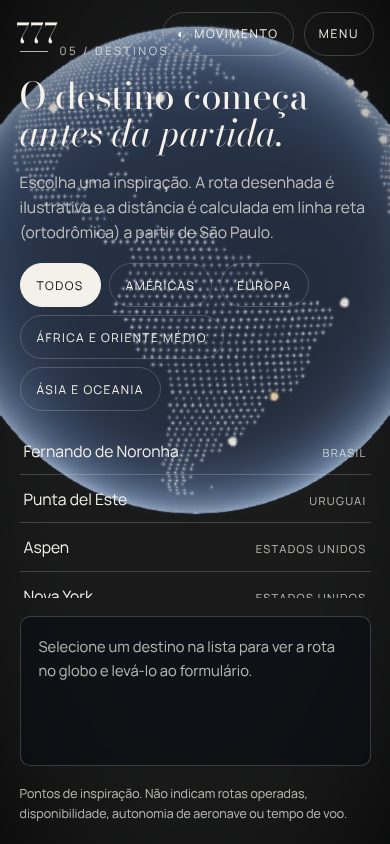 777
MOVIMENTO
MENU
05 / DESTINOS
O destino começa
antes da partida.
Escolha uma inspiração. A rota desenhada é
ilustrativa e a distância é calculada em linha reta
(ortodrômica) a partir de São Paulo.
TODOS
AMÉRICAS
EUROPA
ÁFRICA E ORIENTE MÉDIO
ÁSIA E OCEANIA
Fernando de Noronha BRASIL
Punta del Este URUGUAI
Aspen ESTADOS UNIDOS
Nova York ESTADOS UNIDOS
Selecione um destino na lista para ver a rota
no globo e levá-lo ao formulário.
Pontos de inspiração. Não indicam rotas operadas,
disponibilidade, autonomia de aeronave ou tempo de voo.